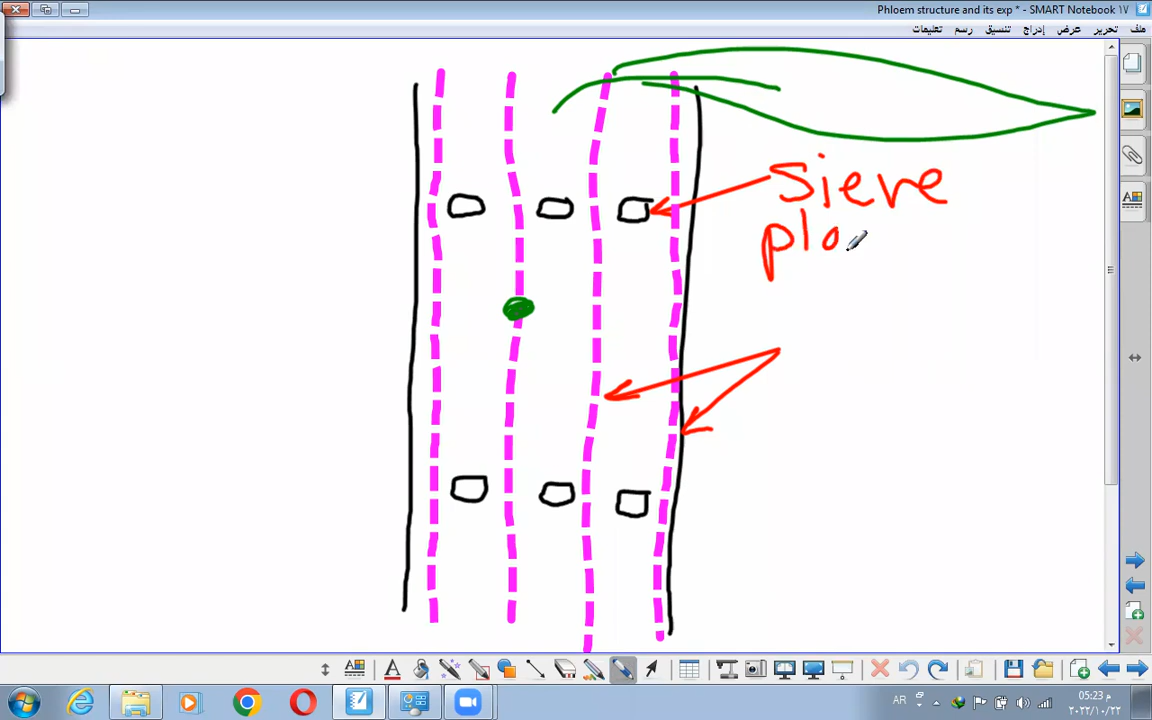 Phloem structure and its exp * - SMART Notebook ١٧
ملف تحرير عرض إدراج تنسيق رسم تعليمات
Sieve
plo
AR
05:23 م
٢٠٢٢/١٠/٢٢